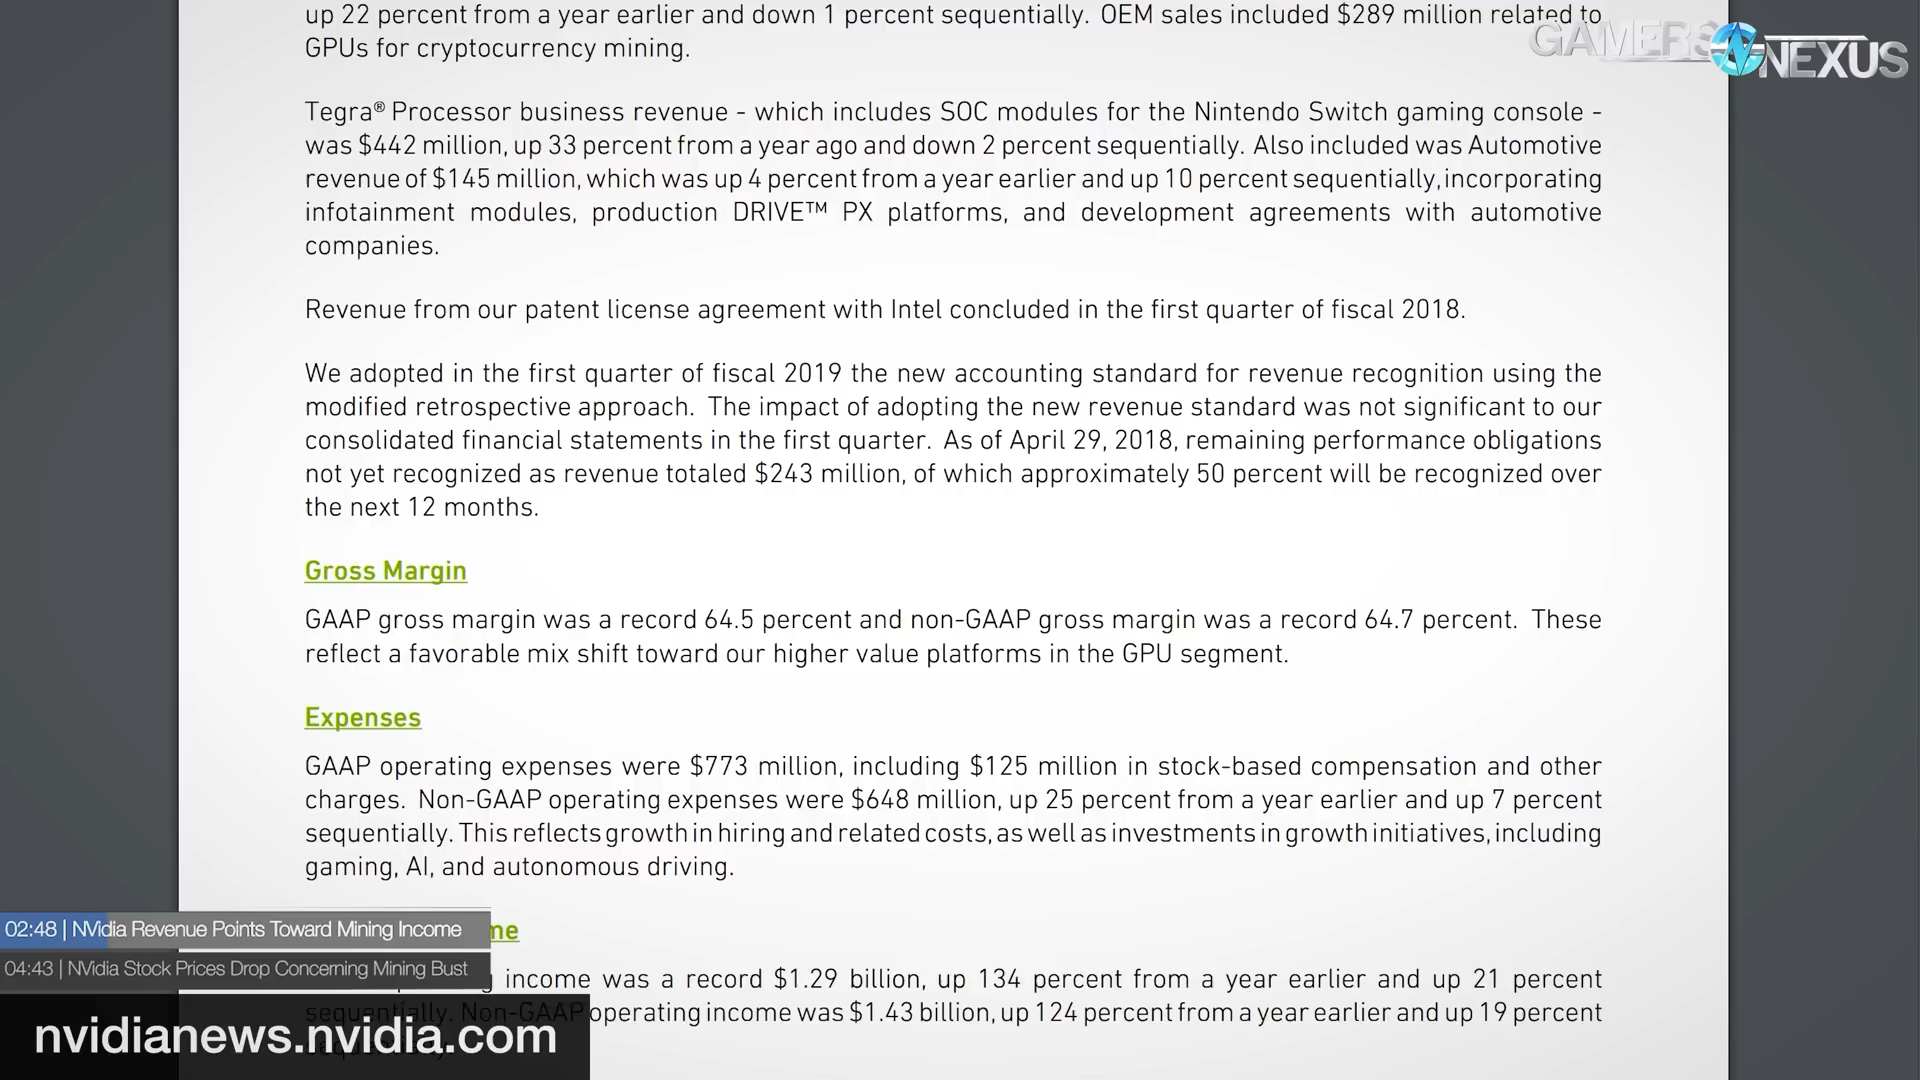 up 22 percent from a year earlier and down 1 percent sequentially. OEM sales included $289 million related to
GPUs for cryptocurrency mining.
GAMERS NEXUS
Tegra® Processor business revenue - which includes SOC modules for the Nintendo Switch gaming console -
was $442 million, up 33 percent from a year ago and down 2 percent sequentially. Also included was Automotive
revenue of $145 million, which was up 4 percent from a year earlier and up 10 percent sequentially, incorporating
infotainment modules, production DRIVE™ PX platforms, and development agreements with automotive
companies.
Revenue from our patent license agreement with Intel concluded in the first quarter of fiscal 2018.
We adopted in the first quarter of fiscal 2019 the new accounting standard for revenue recognition using the
modified retrospective approach. The impact of adopting the new revenue standard was not significant to our
consolidated financial statements in the first quarter. As of April 29, 2018, remaining performance obligations
not yet recognized as revenue totaled $243 million, of which approximately 50 percent will be recognized over
the next 12 months.
Gross Margin
GAAP gross margin was a record 64.5 percent and non-GAAP gross margin was a record 64.7 percent. These
reflect a favorable mix shift toward our higher value platforms in the GPU segment.
Expenses
GAAP operating expenses were $773 million, including $125 million in stock-based compensation and other
charges. Non-GAAP operating expenses were $648 million, up 25 percent from a year earlier and up 7 percent
sequentially. This reflects growth in hiring and related costs, as well as investments in growth initiatives, including
gaming, AI, and autonomous driving.
02:48 | NVidia Revenue Points Toward Mining Income
me
04:43 | NVidia Stock Prices Drop Concerning Mining Bust
income was a record $1.29 billion, up 134 percent from a year earlier and up 21 percent
sequentially. Non-GAAP operating income was $1.43 billion, up 124 percent from a year earlier and up 19 percent
nvidianews.nvidia.com